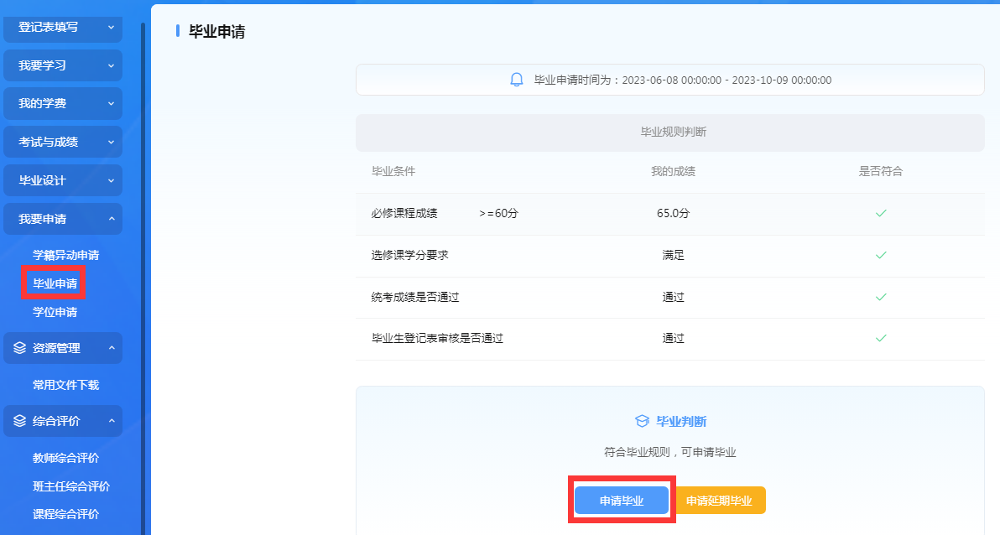 登记表填写
我要学习
我的学费
考试与成绩
毕业设计
我要申请
学籍异动申请
毕业申请
学位申请
资源管理
常用文件下载
综合评价
教师综合评价
班主任综合评价
课程综合评价
毕业申请
毕业申请时间为：2023-06-08 00:00:00 - 2023-10-09 00:00:00
毕业规则判断
毕业条件 我的成绩 是否符合
必修课程成绩 >=60分 65.0分
选修课学分要求 满足
统考成绩是否通过 通过
毕业生登记表审核是否通过 通过
毕业判断
符合毕业规则，可申请毕业
申请毕业 申请延期毕业